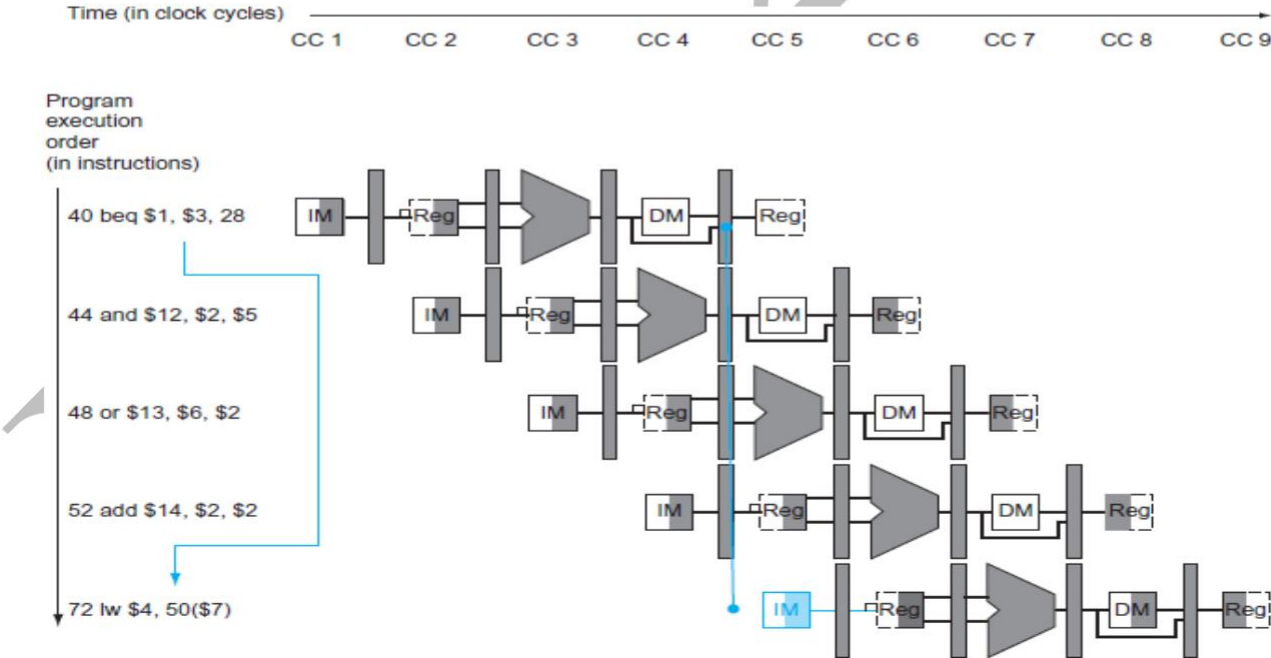 Time (in clock cycles)
CC 1 CC 2 CC 3 CC 4 CC 5 CC 6 CC 7 CC 8 CC 9
Program
execution
order
(in instructions)
40 beq $1, $3, 28 IM Reg DM Reg
44 and $12, $2, $5 IM Reg DM Reg
48 or $13, $6, $2 IM Reg DM Reg
52 add $14, $2, $2 IM Reg DM Reg
72 lw $4, 50($7) IM Reg DM Reg